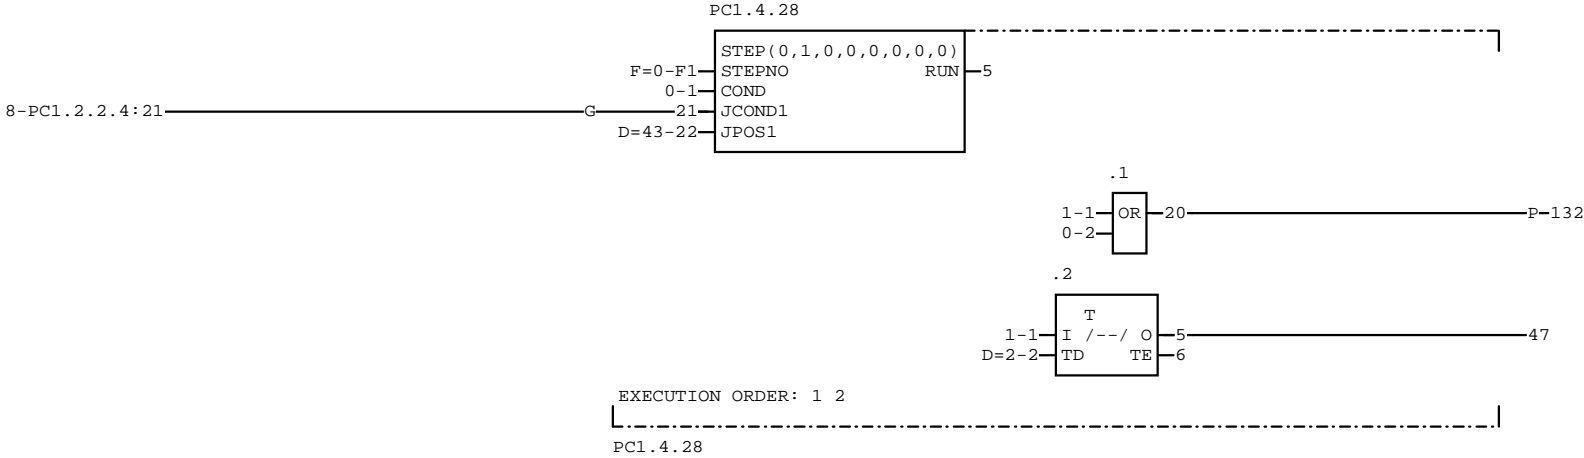 PC1.4.28
STEP(0,1,0,0,0,0,0,0)
F=0-F1 STEPNO RUN 5
0-1 COND
8-PC1.2.2.4:21 G 21 JCOND1
D=43-22 JPOS1
.1
1-1 OR 20 P 132
0-2
.2
T
1-1 I /--/ O 5 47
D=2-2 TD TE 6
EXECUTION ORDER: 1 2
PC1.4.28